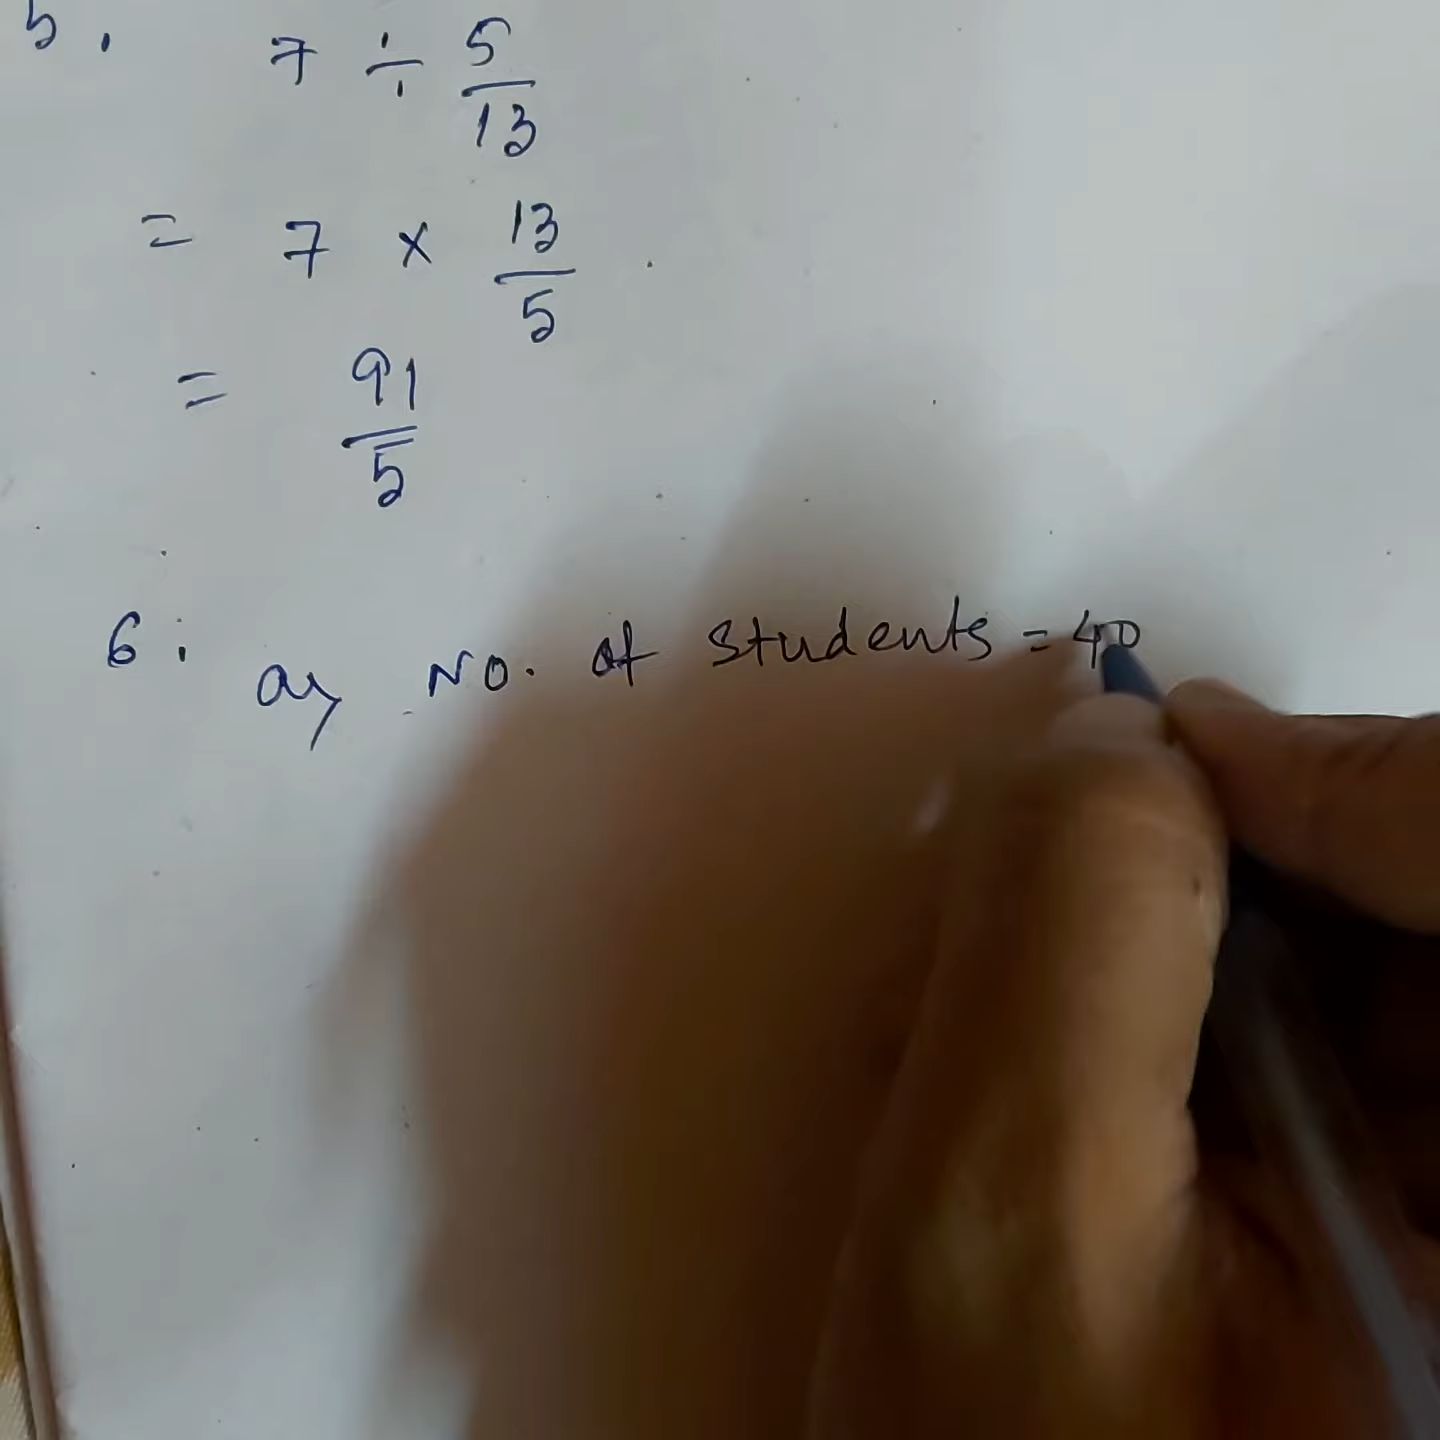 5.
7 ÷ 5/13
= 7 × 13/5
= 91/5
6. a) No. of students = 40